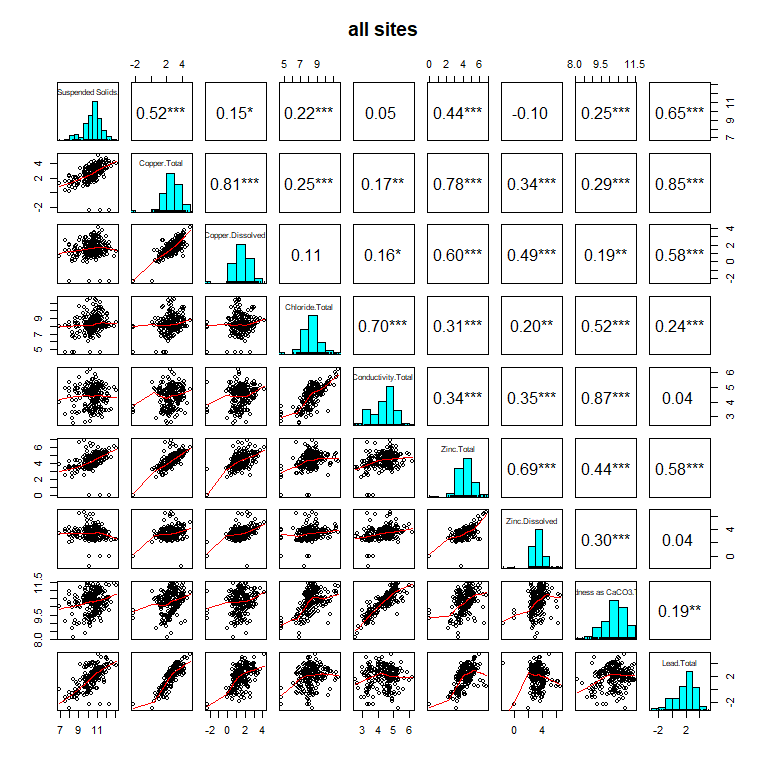 all sites
-2 2 4 5 7 9 0 2 4 6 8.0 9.5 11.5
Suspended Solids. 0.52*** 0.15* 0.22*** 0.05 0.44*** -0.10 0.25*** 0.65*** 7 9 11
-2 2 4 Copper.Total 0.81*** 0.25*** 0.17** 0.78*** 0.34*** 0.29*** 0.85***
Copper.Dissolved 0.11 0.16* 0.60*** 0.49*** 0.19** 0.58*** -2 0 2 4
5 7 9 Chloride.Total 0.70*** 0.31*** 0.20** 0.52*** 0.24***
Conductivity.Total 0.34*** 0.35*** 0.87*** 0.04 3 4 5 6
0 2 4 6 Zinc.Total 0.69*** 0.44*** 0.58***
Zinc.Dissolved 0.30*** 0.04 0 4
8.0 9.5 11.5 dness as CaCO3. 0.19**
Lead.Total -2 2
7 9 11 -2 0 2 4 3 4 5 6 0 4 -2 2